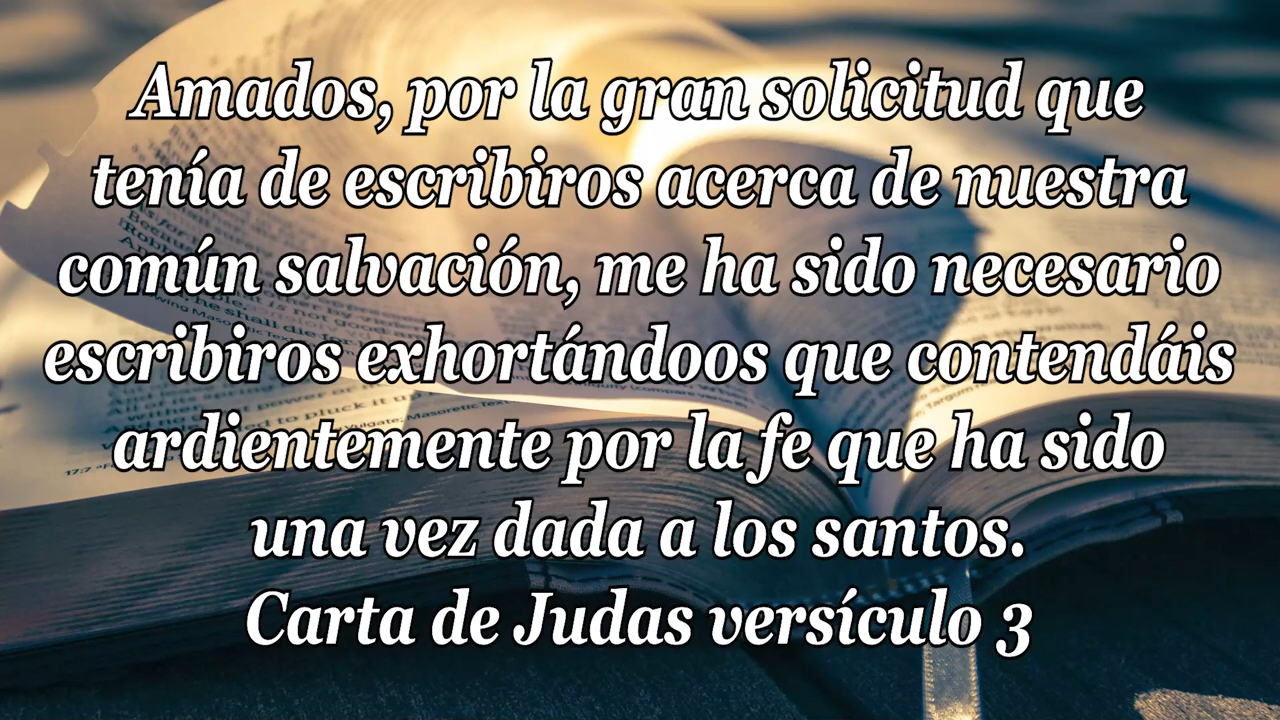 Amados, por la gran solicitud que
tenía de escribiros acerca de nuestra
común salvación, me ha sido necesario
escribiros exhortándoos que contendáis
ardientemente por la fe que ha sido
una vez dada a los santos.
Carta de Judas versículo 3